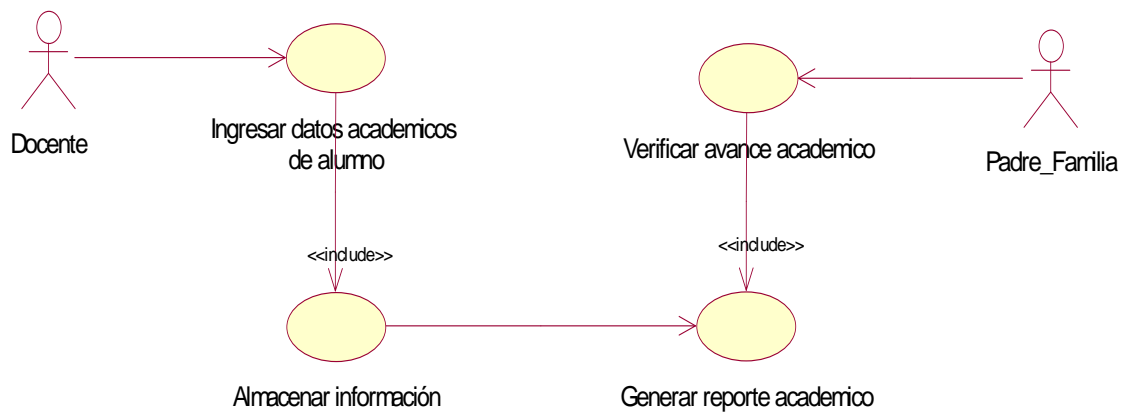 Docente
Ingresar datos academicos
de alumno
Verificar avance academico
Padre_Familia
<<include>>
<<include>>
Almacenar información
Generar reporte academico